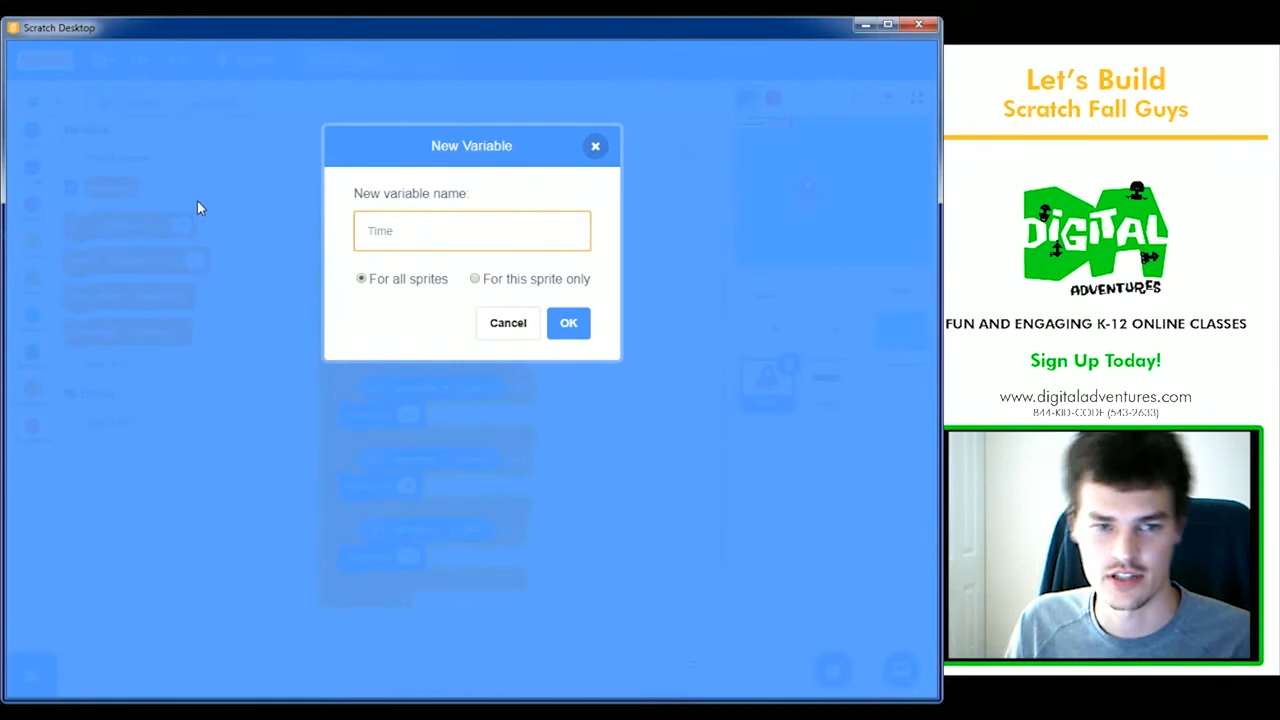 Scratch Desktop
New Variable
New variable name:
Time
For all sprites
For this sprite only
Cancel
OK
Let's Build
Scratch Fall Guys
DiGiTAL
ADVENTURES
FUN AND ENGAGING K-12 ONLINE CLASSES
Sign Up Today!
www.digitaladventures.com
844-KID-CODE (543-2633)